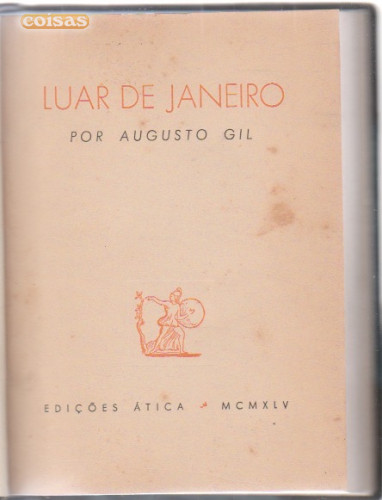 coisas
LUAR DE JANEIRO
POR AUGUSTO GIL
EDIÇÕES ÁTICA - MCMXLV